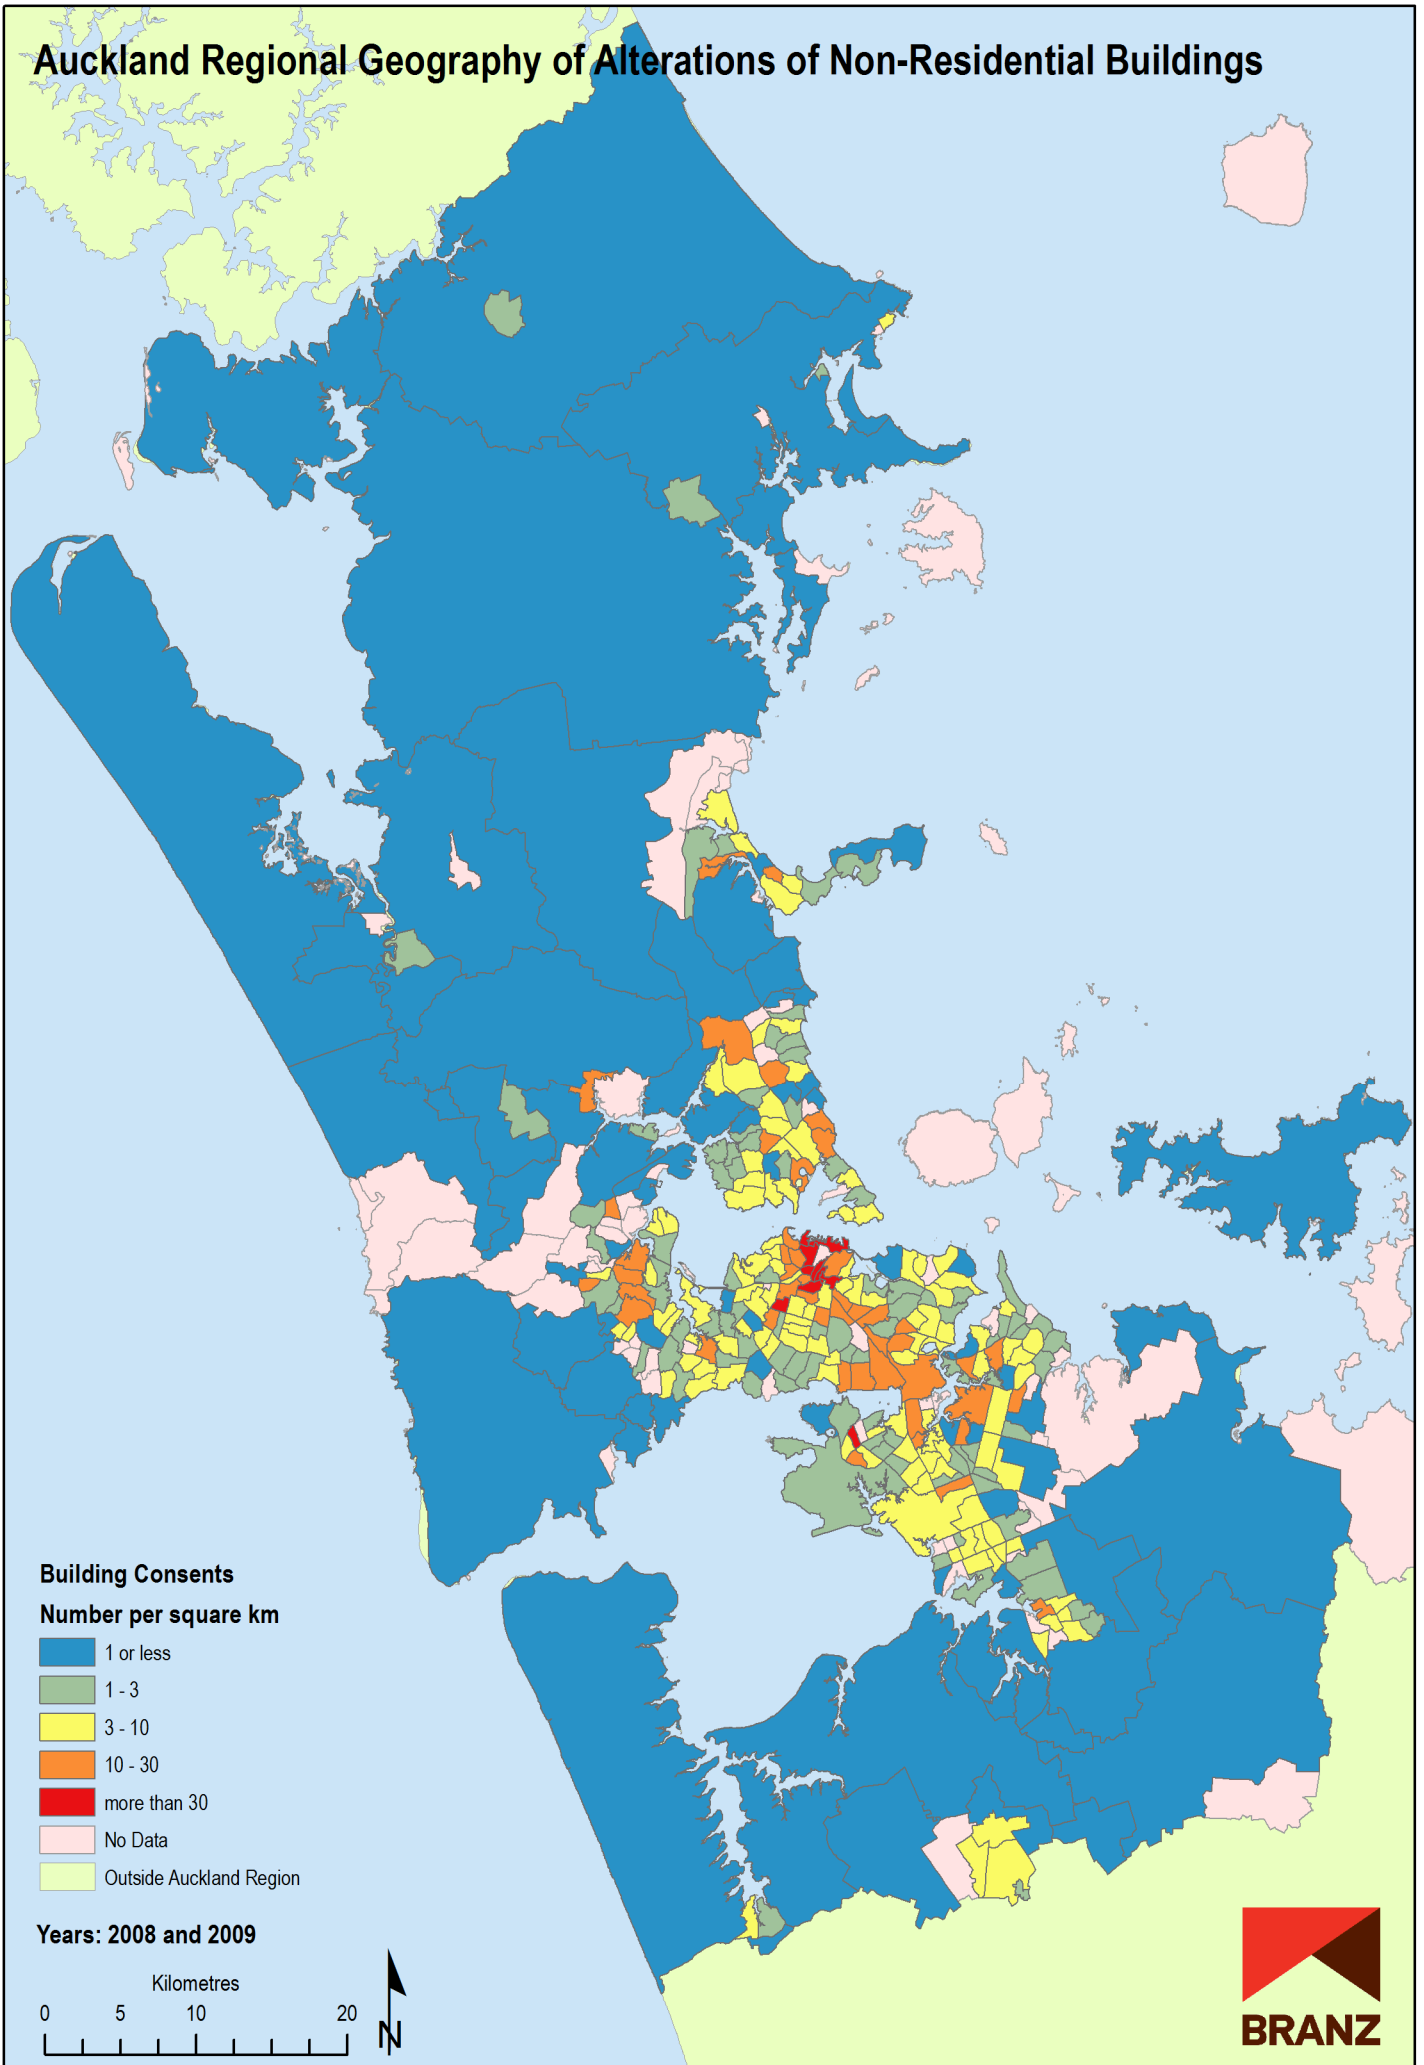 Auckland Regional Geography of Alterations of Non-Residential Buildings
Building Consents
Number per square km
1 or less
1 - 3
3 - 10
10 - 30
more than 30
No Data
Outside Auckland Region
Years: 2008 and 2009
Kilometres
0 5 10 20
N
BRANZ